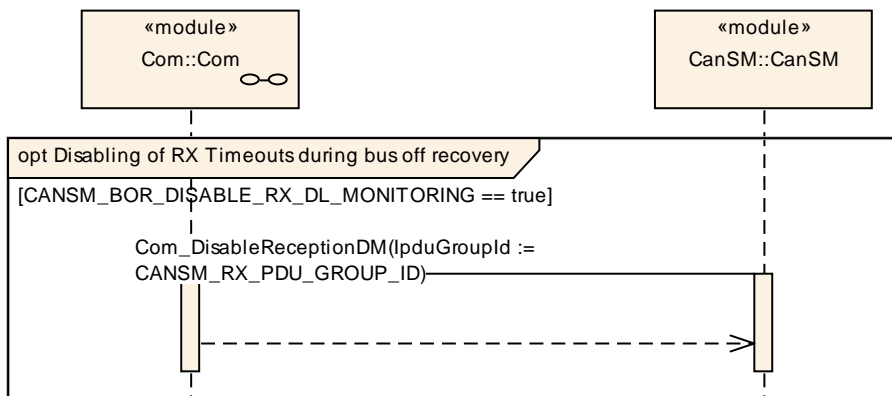 «module»
Com::Com
«module»
CanSM::CanSM
opt Disabling of RX Timeouts during bus off recovery
[CANSM_BOR_DISABLE_RX_DL_MONITORING == true]
Com_DisableReceptionDM(IpduGroupId :=
CANSM_RX_PDU_GROUP_ID)